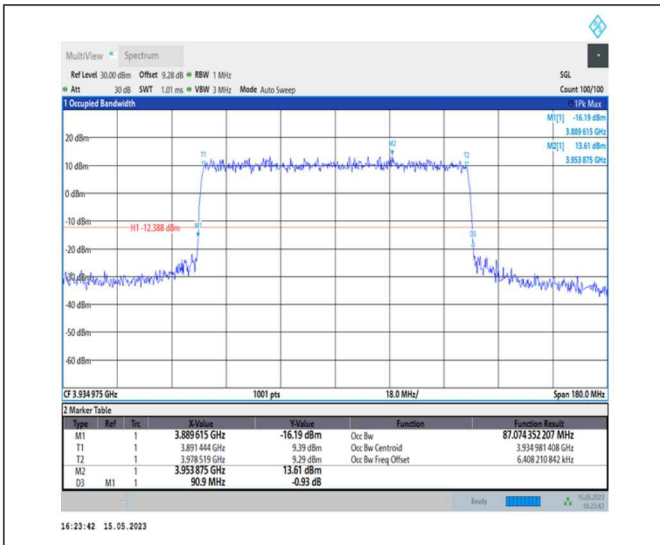 MultiView Spectrum
Ref Level 30.00 dBm Offset 9.28 dB RBW 1 MHz SGL
Att 30 dB SWT 1.01 ms VBW 3 MHz Mode Auto Sweep Count 100/100
1 Occupied Bandwidth 1Pk Max
M1[1] -16.19 dBm
3.889 615 GHz
M2[1] 13.61 dBm
3.953 875 GHz
20 dBm
M2
T1 T2
10 dBm
0 dBm
-10 dBm
H1 -12.388 dBm
M1
D3
-20 dBm
-30 dBm
-40 dBm
-50 dBm
-60 dBm
CF 3.934 975 GHz 1001 pts 18.0 MHz/ Span 180.0 MHz
2 Marker Table
Type Ref Trc X-Value Y-Value Function Function Result
M1 1 3.889 615 GHz -16.19 dBm Occ Bw 87.074 352 207 MHz
T1 1 3.891 444 GHz 9.39 dBm Occ Bw Centroid 3.934 981 408 GHz
T2 1 3.978 519 GHz 9.29 dBm Occ Bw Freq Offset 6.408 210 842 kHz
M2 1 3.953 875 GHz 13.61 dBm
D3 M1 1 90.9 MHz -0.93 dB
Ready 15.05.2023
16:23:42
16:23:42 15.05.2023